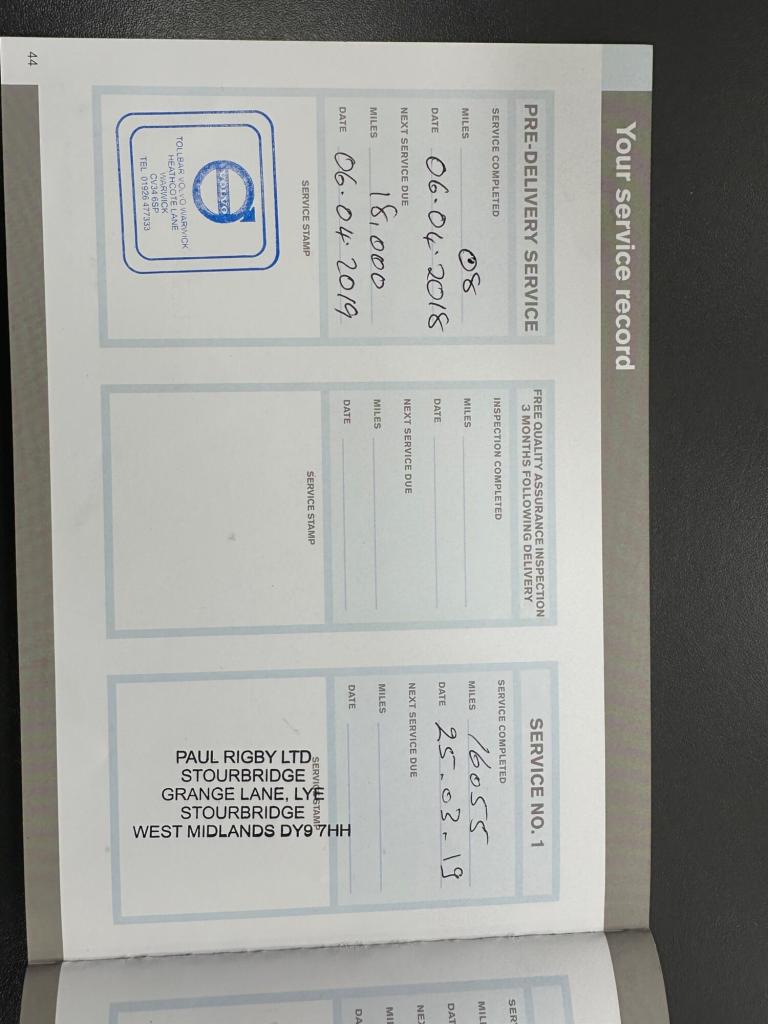 Your service record
PRE-DELIVERY SERVICE
SERVICE COMPLETED
MILES 08
DATE 06.04.2018
NEXT SERVICE DUE
MILES 18,000
DATE 06.04.2019
SERVICE STAMP
VOLVO
TOLLBAR VOLVO WARWICK
HEATHCOTE LANE
WARWICK
CV34 6SP
TEL 01926 477333
FREE QUALITY ASSURANCE INSPECTION
3 MONTHS FOLLOWING DELIVERY
INSPECTION COMPLETED
MILES
DATE
NEXT SERVICE DUE
MILES
DATE
SERVICE STAMP
SERVICE NO. 1
SERVICE COMPLETED
MILES 16055
DATE 25.03.19
NEXT SERVICE DUE
MILES
DATE
SERVICE STAMP
PAUL RIGBY LTD
STOURBRIDGE
GRANGE LANE, LYE
STOURBRIDGE
WEST MIDLANDS DY9 7HH
44